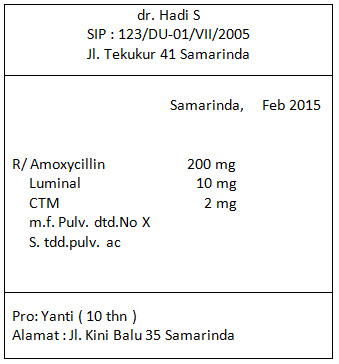 dr. Hadi S
SIP : 123/DU-01/VII/2005
Jl. Tekukur 41 Samarinda
Samarinda, Feb 2015
R/ Amoxycillin 200 mg
Luminal 10 mg
CTM 2 mg
m.f. Pulv. dtd.No X
S. tdd.pulv. ac
Pro: Yanti ( 10 thn )
Alamat : Jl. Kini Balu 35 Samarinda